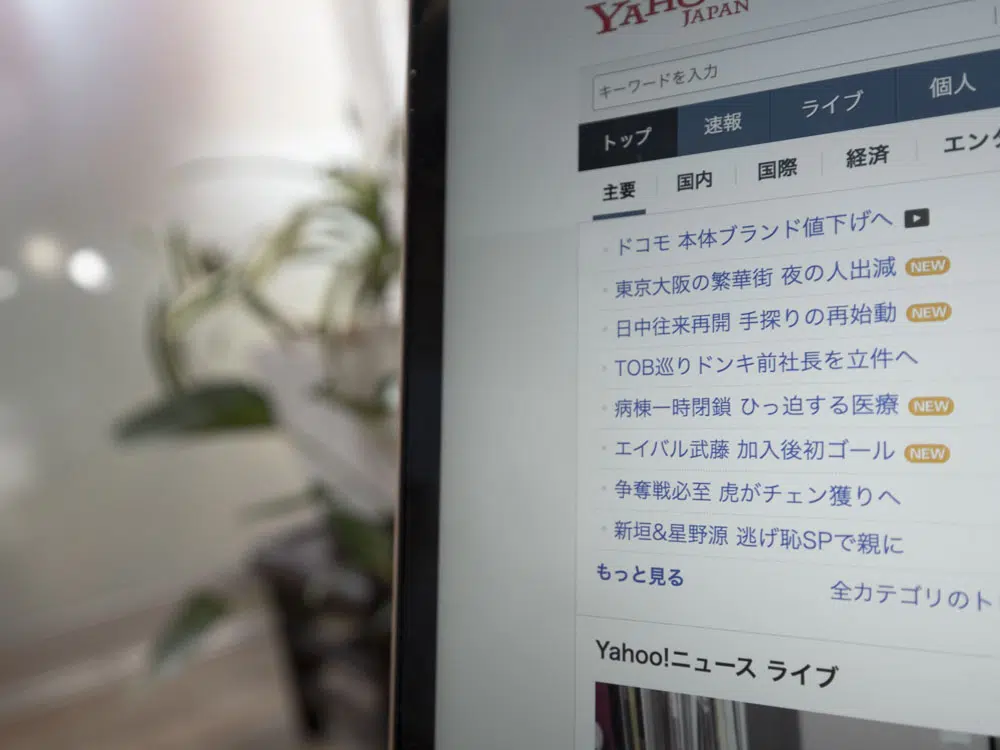 YAHOO!
JAPAN
キーワードを入力
トップ 速報 ライブ 個人
主要 国内 国際 経済 エンタ
ドコモ 本体ブランド値下げへ
東京大阪の繁華街 夜の人出減 NEW
日中往来再開 手探りの再始動 NEW
TOB巡りドンキ前社長を立件へ
病棟一時閉鎖 ひっ迫する医療 NEW
エイバル武藤 加入後初ゴール NEW
争奪戦必至 虎がチェン獲りへ
新垣&星野源 逃げ恥SPで親に
もっと見る 全カテゴリのト
Yahoo!ニュース ライブ